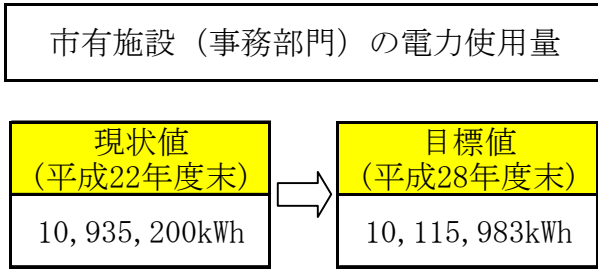 市有施設（事務部門）の電力使用量
現状値
（平成22年度末）
10,935,200kWh
目標値
（平成28年度末）
10,115,983kWh